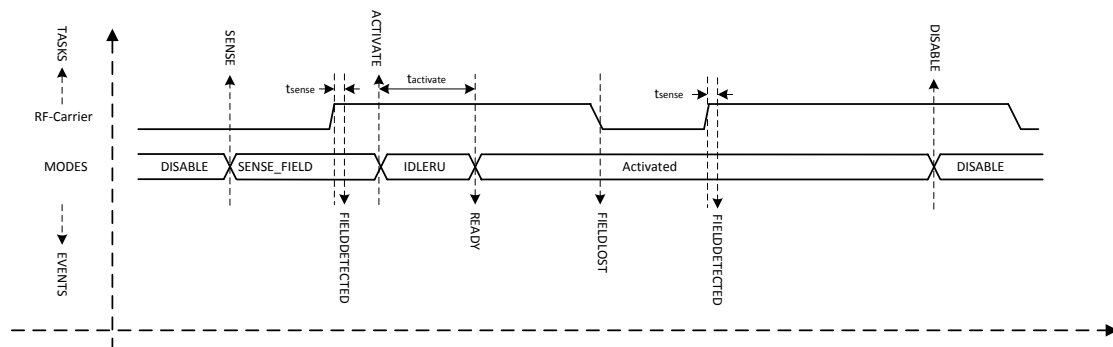 TASKS
SENSE
ACTIVATE
DISABLE
tsense
tactivate
tsense
RF-Carrier
MODES
DISABLE
SENSE_FIELD
IDLERU
Activated
DISABLE
EVENTS
FIELDDETECTED
READY
FIELDLOST
FIELDDETECTED